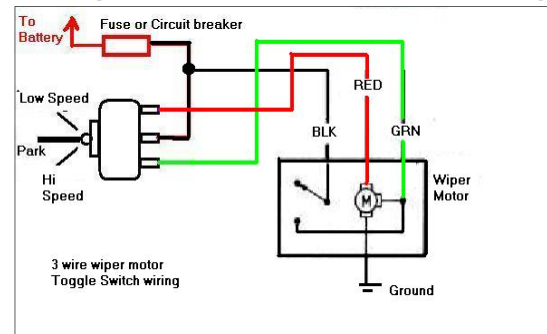 To
Battery
Fuse or Circuit breaker
Low Speed
Park
Hi
Speed
RED
BLK
GRN
M
Wiper
Motor
3 wire wiper motor
Toggle Switch wiring
Ground